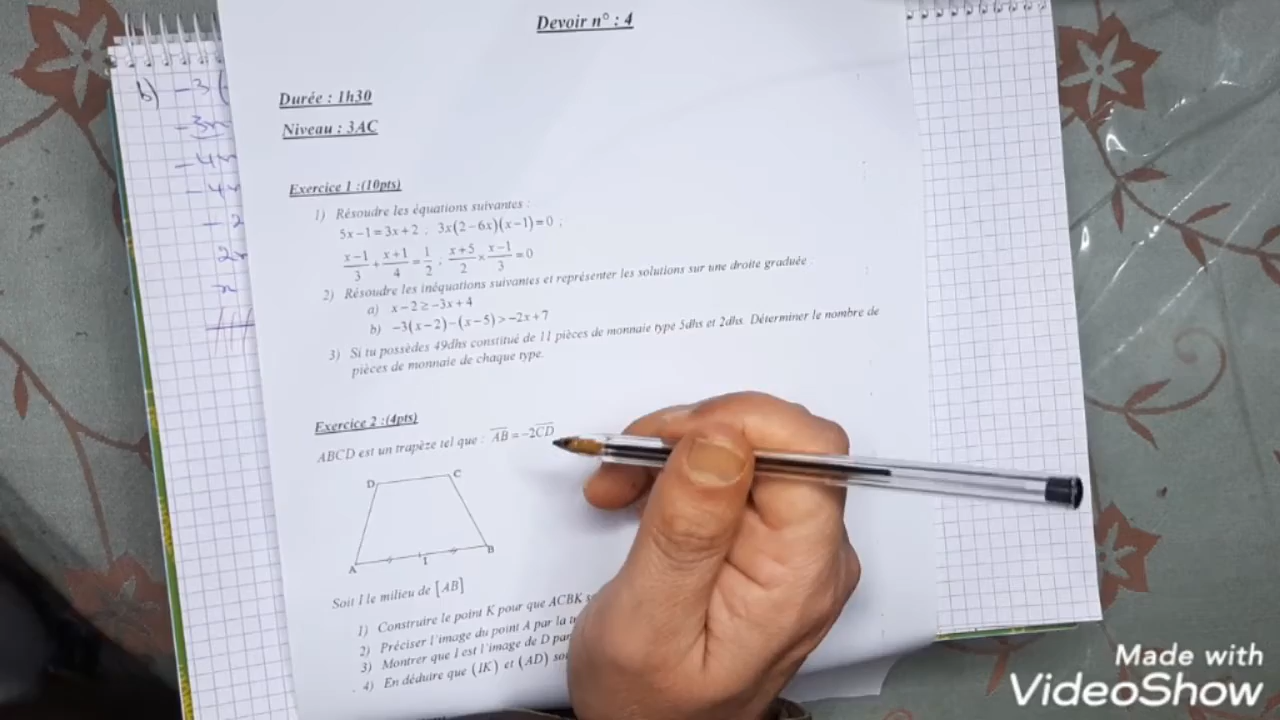 Devoir n° : 4
Durée : 1h30
Niveau : 3AC
Exercice 1 :(10pts)
1) Résoudre les équations suivantes :
5x−1=3x+2 , 3x(2−6x)(x−1)=0 ;
(x−1)/3 + (x+1)/4 = 1/2 ; (x+5)/2 × (x−1)/3 = 0
2) Résoudre les inéquations suivantes et représenter les solutions sur une droite graduée :
a) x−2≥−3x+4
b) −3(x−2)−(x−5)>−2x+7
3) Si tu possèdes 49dhs constitué de 11 pièces de monnaie type 5dhs et 2dhs. Déterminer le nombre de
pièces de monnaie de chaque type.
Exercice 2 :(4pts)
ABCD est un trapèze tel que : AB = −2CD
D C
A I B
Soit I le milieu de [AB]
1) Construire le point K pour que ACBK
2) Préciser l'image du point A par la
3) Montrer que I est l'image de D par
4) En déduire que (IK) et (AD)
b) −3(
Made with
VideoShow